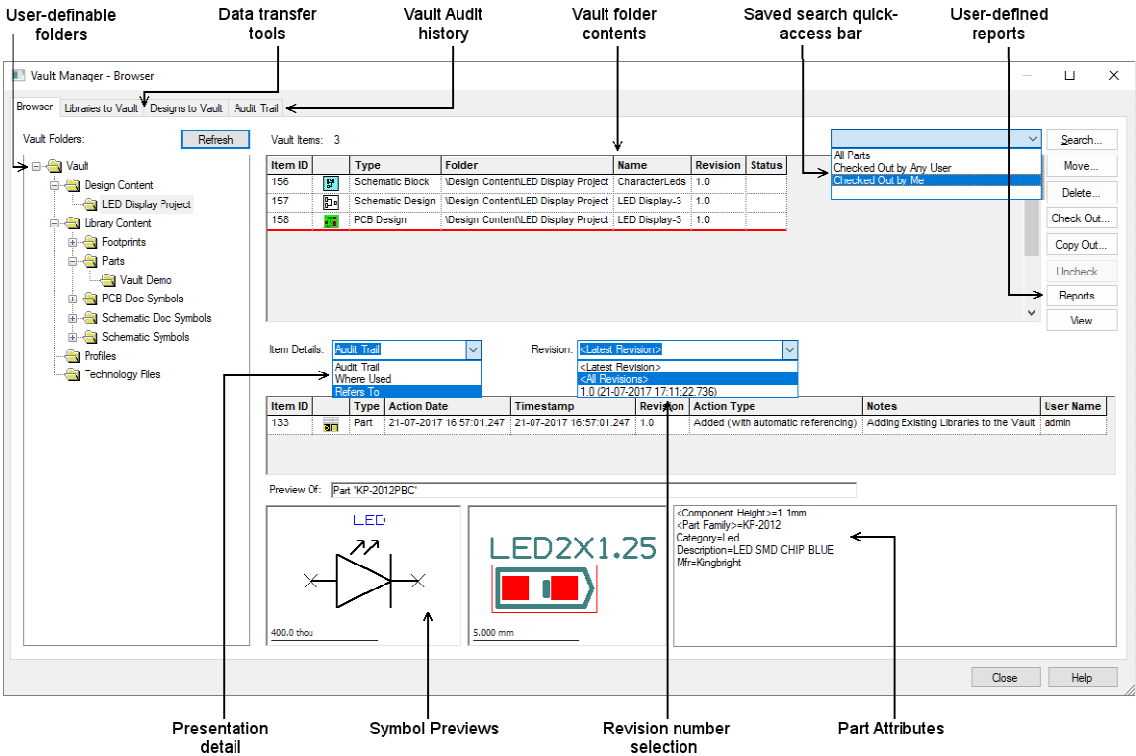 User-definable folders
Data transfer tools
Vault Audit history
Vault folder contents
Saved search quick-access bar
User-defined reports
Vault Manager - Browser
Browser Libraries to Vault Designs to Vault Audit Trail
Vault Folders: Refresh
Vault
Design Content
LED Display Project
Library Content
Footprints
Parts
Vault Demo
PCB Doc Symbols
Schematic Doc Symbols
Schematic Symbols
Profiles
Technology Files
Vault Items: 3
Item ID Type Folder Name Revision Status
156 Schematic Block \Design Content\LED Display Project CharacterLeds 1.0
157 Schematic Design \Design Content\LED Display Project LED Display-3 1.0
158 PCB Design \Design Content\LED Display Project LED Display-3 1.0
All Parts
Checked Out by Any User
Checked Out by Me
Search...
Move...
Delete...
Check Out...
Copy Out...
Uncheck
Reports
View
Item Details: Audit Trail
Audit Trail
Where Used
Refers To
Revision: <Latest Revision>
<Latest Revision>
<All Revisions>
1.0 (21-07-2017 17:11:22.736)
Item ID Type Action Date Timestamp Revision Action Type Notes User Name
133 Part 21-07-2017 16:57:01.247 21-07-2017 16:57:01.247 1.0 Added (with automatic referencing) Adding Existing Libraries to the Vault admin
Preview Of: Part 'KP-2012PBC'
LED
400.0 thou
LED2X1.25
5.000 mm
<Component Height>=1.1mm
<Part Family>=KF-2012
Category=Led
Description=LED SMD CHIP BLUE
Mfr=Kingbright
Close Help
Presentation detail
Symbol Previews
Revision number selection
Part Attributes